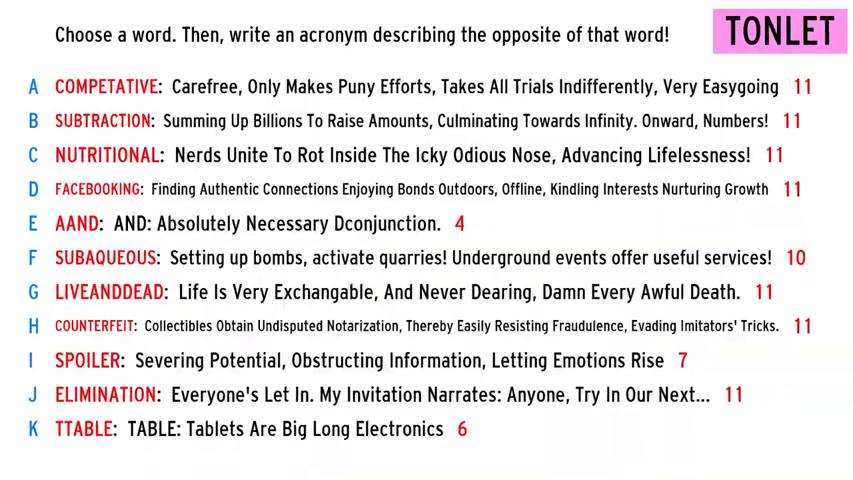 Choose a word. Then, write an acronym describing the opposite of that word!
TONLET
A COMPETATIVE: Carefree, Only Makes Puny Efforts, Takes All Trials Indifferently, Very Easygoing 11
B SUBTRACTION: Summing Up Billions To Raise Amounts, Culminating Towards Infinity. Onward, Numbers! 11
C NUTRITIONAL: Nerds Unite To Rot Inside The Icky Odious Nose, Advancing Lifelessness! 11
D FACEBOOKING: Finding Authentic Connections Enjoying Bonds Outdoors, Offline, Kindling Interests Nurturing Growth 11
E AAND: AND: Absolutely Necessary Dconjunction. 4
F SUBAQUEOUS: Setting up bombs, activate quarries! Underground events offer useful services! 10
G LIVEANDDEAD: Life Is Very Exchangable, And Never Dearing, Damn Every Awful Death. 11
H COUNTERFEIT: Collectibles Obtain Undisputed Notarization, Thereby Easily Resisting Fraudulence, Evading Imitators' Tricks. 11
I SPOILER: Severing Potential, Obstructing Information, Letting Emotions Rise 7
J ELIMINATION: Everyone's Let In. My Invitation Narrates: Anyone, Try In Our Next... 11
K TTABLE: TABLE: Tablets Are Big Long Electronics 6